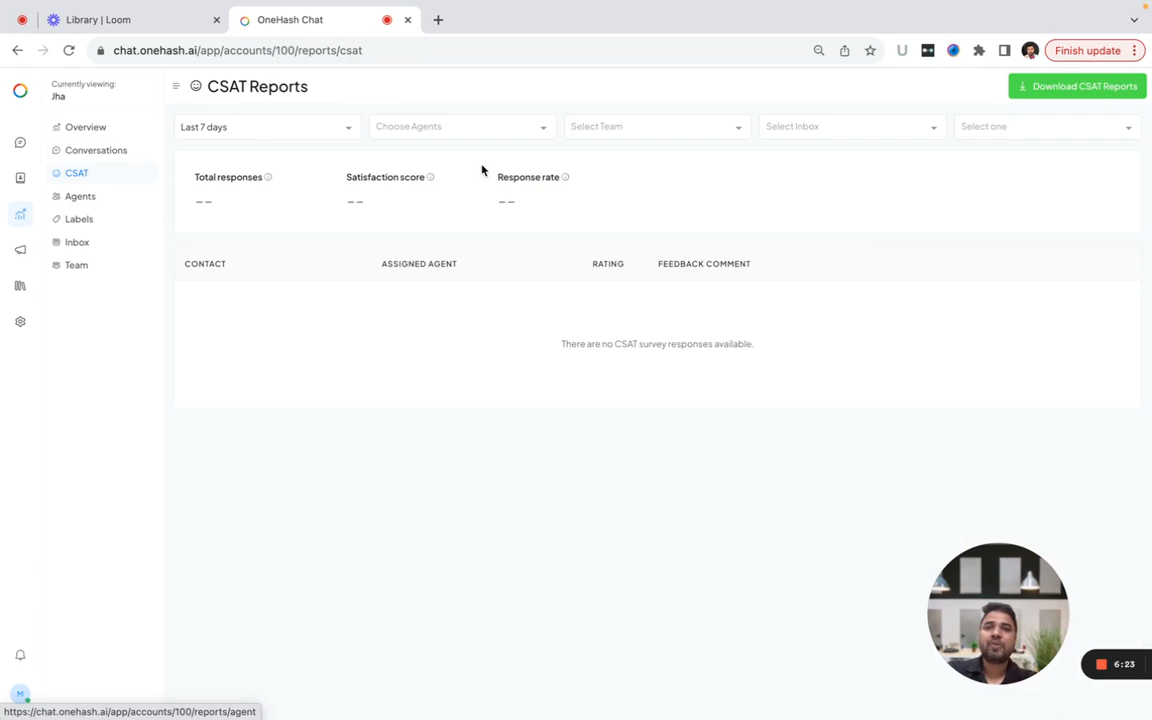 Library | Loom
OneHash Chat
chat.onehash.ai/app/accounts/100/reports/csat
Finish update
Currently viewing:
Jha
CSAT Reports
Download CSAT Reports
Overview
Conversations
CSAT
Agents
Labels
Inbox
Team
Last 7 days
Choose Agents
Select Team
Select Inbox
Select one
Total responses
Satisfaction score
Response rate
--
--
--
CONTACT
ASSIGNED AGENT
RATING
FEEDBACK COMMENT
There are no CSAT survey responses available.
6:23
M
https://chat.onehash.ai/app/accounts/100/reports/agent